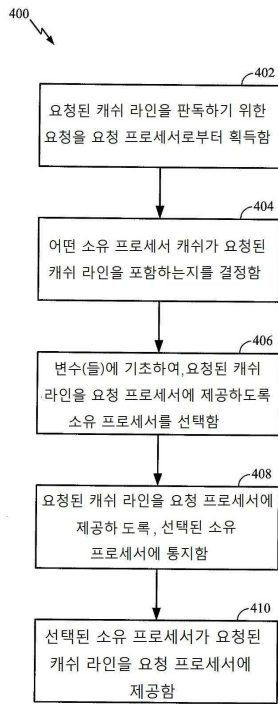 400
402
요청된 캐쉬 라인을 판독하기 위한
요청을 요청 프로세서로부터 획득함
404
어떤 소유 프로세서 캐쉬가 요청된
캐쉬 라인을 포함하는지를 결정함
406
변수(들)에 기초하여,요청된 캐쉬
라인을 요청 프로세서에 제공하도록
소유 프로세서를 선택함
408
요청된 캐쉬 라인을 요청 프로세서에
제공하 도록, 선택된 소유
프로세서에 통지함
410
선택된 소유 프로세서가 요청된
캐쉬 라인을 요청 프로세서에
제공함